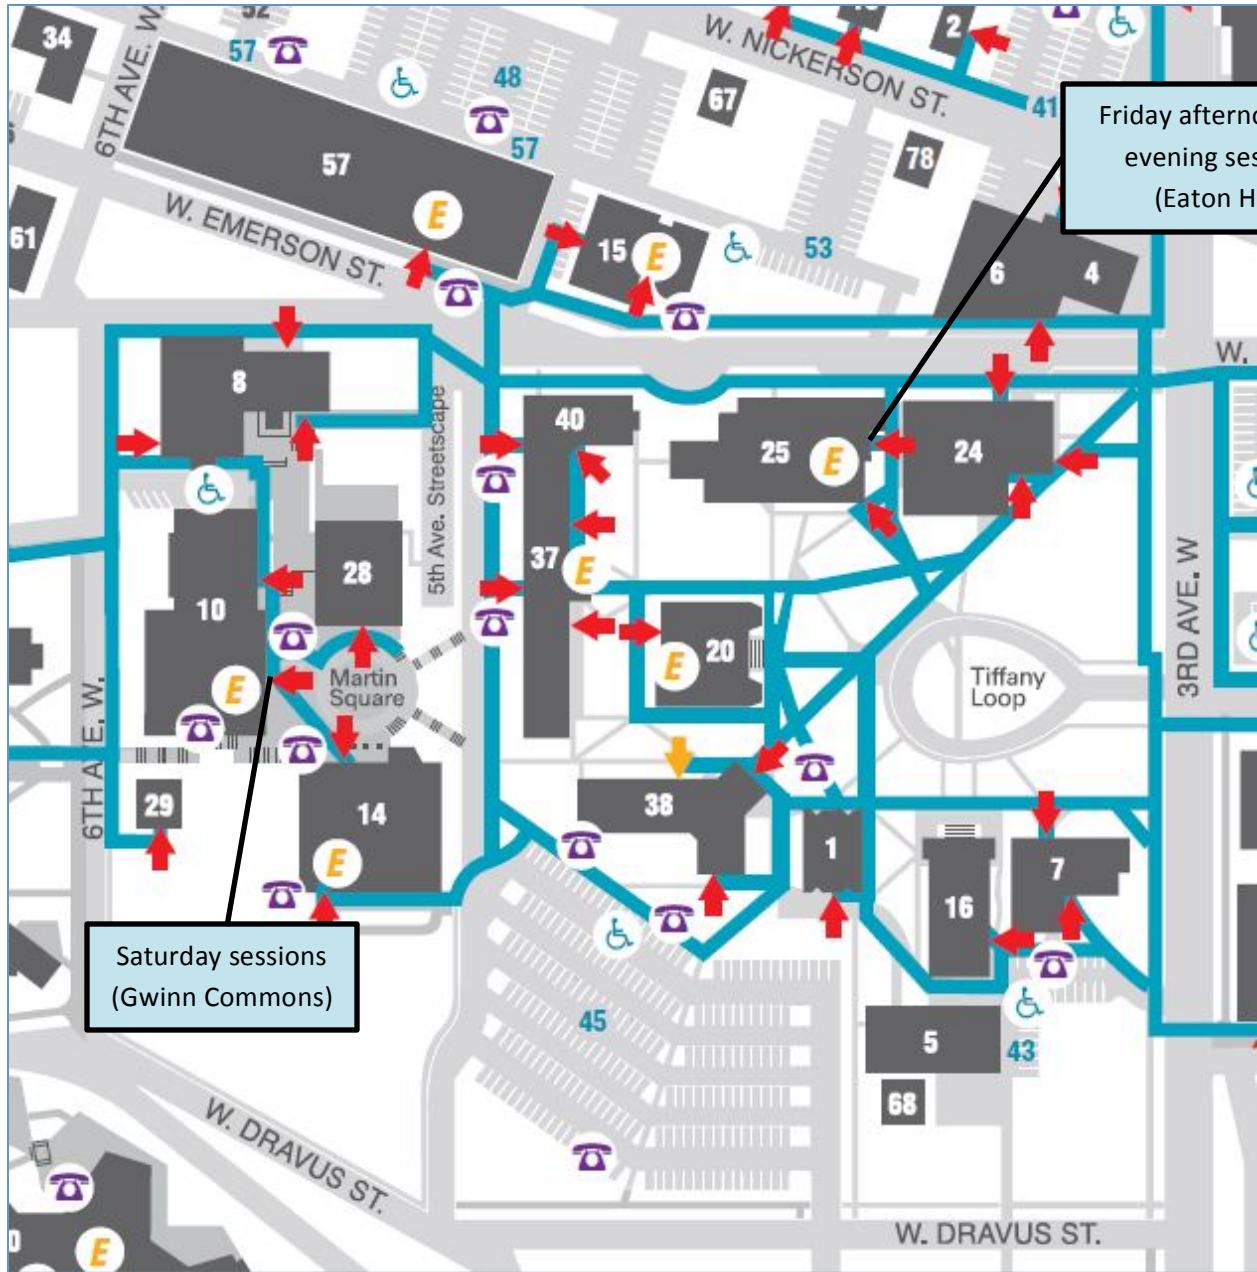 52
34
6TH AVE. W.
57
48
W. NICKERSON ST.
2
67
41
57
57
78
Friday afterno
evening ses
(Eaton H
61
W. EMERSON ST.
E
15
E
53
6
4
8
5th Ave. Streetscape
40
25
E
24
W.
28
37
E
10
20
E
E
Martin
Square
Tiffany
Loop
3RD AVE. W
6TH AVE. W.
29
14
E
38
1
16
7
Saturday sessions
(Gwinn Commons)
45
5
43
68
W. DRAVUS ST.
W. DRAVUS ST.
0
E